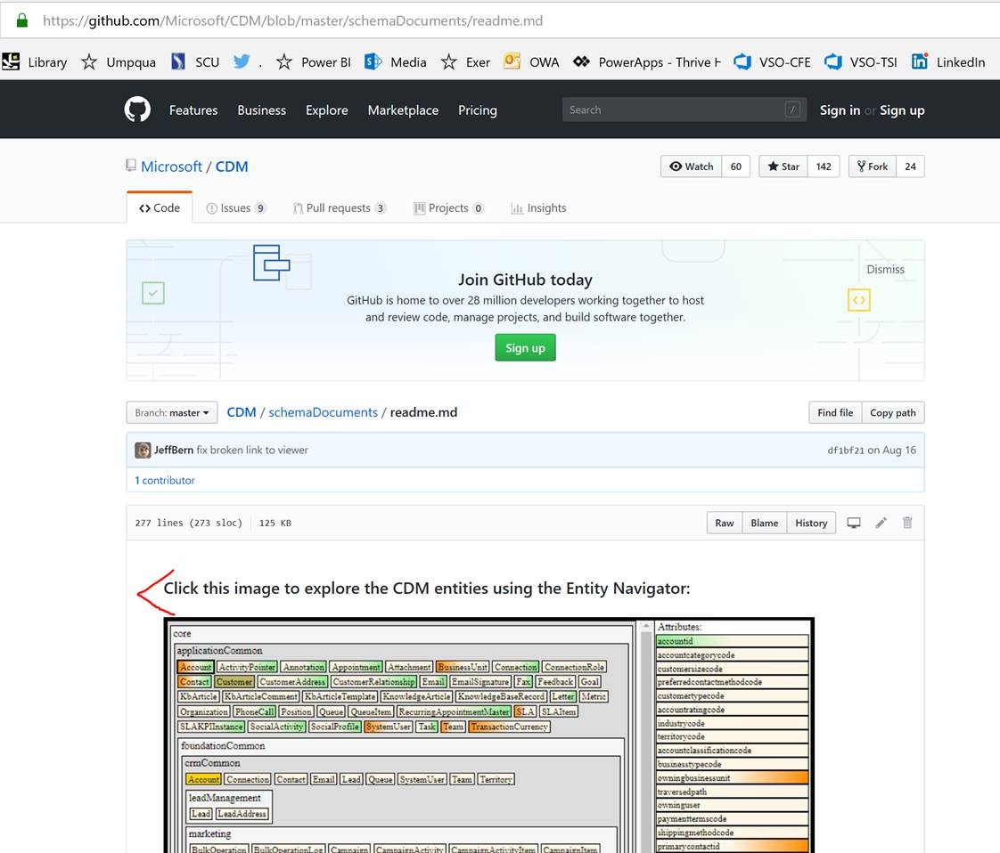 https://github.com/Microsoft/CDM/blob/master/schemaDocuments/readme.md
Library Umpqua SCU . Power BI Media Exer OWA PowerApps - Thrive H VSO-CFE VSO-TSI LinkedIn
Features Business Explore Marketplace Pricing Search / Sign in or Sign up
Microsoft / CDM Watch 60 Star 142 Fork 24
Code Issues 9 Pull requests 3 Projects 0 Insights
Dismiss
Join GitHub today
GitHub is home to over 28 million developers working together to host
and review code, manage projects, and build software together.
Sign up
Branch: master CDM / schemaDocuments / readme.md Find file Copy path
JeffBern fix broken link to viewer df1bf21 on Aug 16
1 contributor
277 lines (273 sloc) 125 KB Raw Blame History
Click this image to explore the CDM entities using the Entity Navigator:
core
applicationCommon
Account ActivityPointer Annotation Appointment Attachment BusinessUnit Connection ConnectionRole
Contact Customer CustomerAddress CustomerRelationship Email EmailSignature Fax Feedback Goal
KbArticle KbArticleComment KbArticleTemplate KnowledgeArticle KnowledgeBaseRecord Letter Metric
Organization PhoneCall Position Queue QueueItem RecurringAppointmentMaster SLA SLAItem
SLAKPIInstance SocialActivity SocialProfile SystemUser Task Team TransactionCurrency
foundationCommon
crmCommon
Account Connection Contact Email Lead Queue SystemUser Team Territory
leadManagement
Lead LeadAddress
marketing
BulkOperation BulkOperationLog Campaign CampaignActivity CampaignActivityItem CampaignItem
Attributes:
accountid
accountcategorycode
customersizecode
preferredcontactmethodcode
customertypecode
accountratingcode
industrycode
territorycode
accountclassificationcode
businesstypecode
owningbusinessunit
traversedpath
owninguser
paymenttermscode
shippingmethodcode
primarycontactid